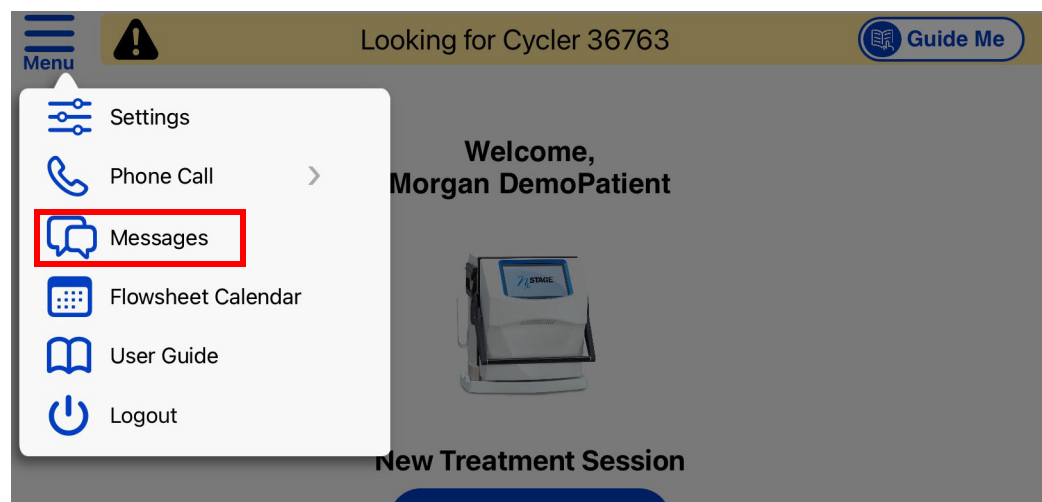 Menu
Looking for Cycler 36763
Guide Me
Settings
Phone Call
Messages
Flowsheet Calendar
User Guide
Logout
Welcome,
Morgan DemoPatient
NXSTAGE
New Treatment Session